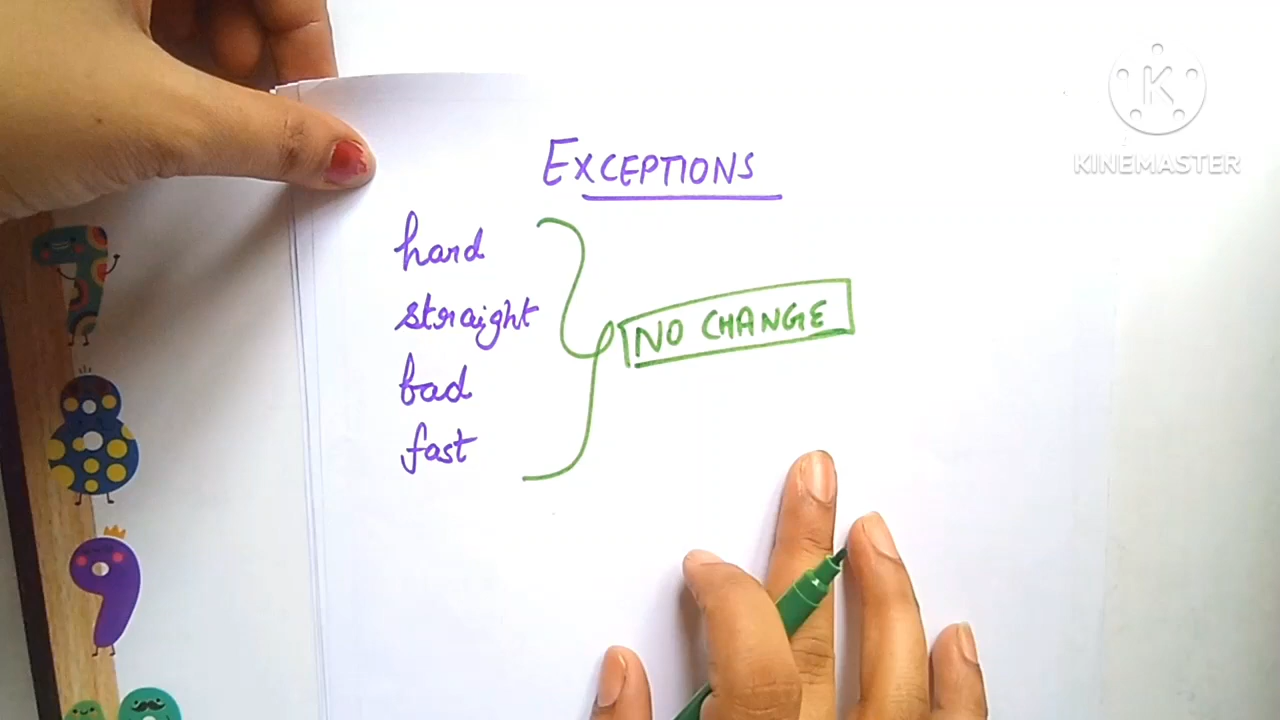 KINEMASTER
EXCEPTIONS
hard
straight
NO CHANGE
bad
fast